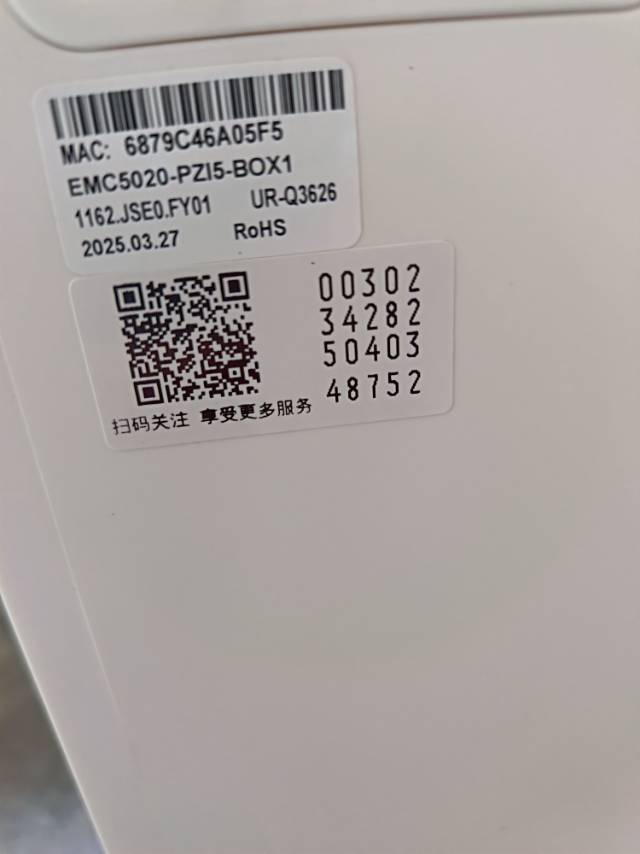 MAC: 6879C46A05F5
EMC5020-PZI5-BOX1
1162.JSE0.FY01 UR-Q3626
2025.03.27 RoHS
00302
34282
50403
48752
扫码关注 享受更多服务